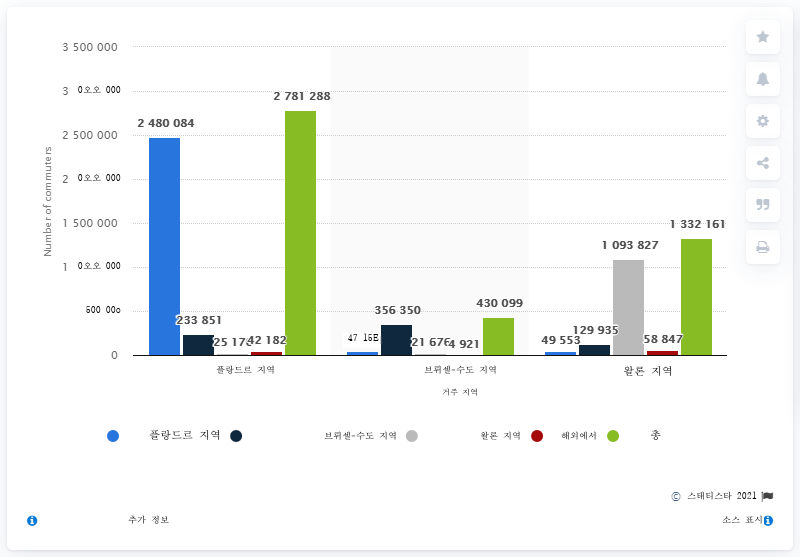 3 500 000
2 781 288
3 0오오 000
2 480 084
2 500 000
2 0오오 000
Number of commuters
1 500 000
1 332 161
1 093 827
1 0오오 000
500 00o
430 099
356 350
233 851
129 935
42 182
47 15E
21 676
4 921
49 553
58 847
0
플랑드르 지역
브뤼셀-수도 지역
왈론 지역
거주 지역
플랑드르 지역
브뤼셀-수도 지역
왈론 지역
해외에서
총
© 스태티스타 2021
추가 정보
소스 표시